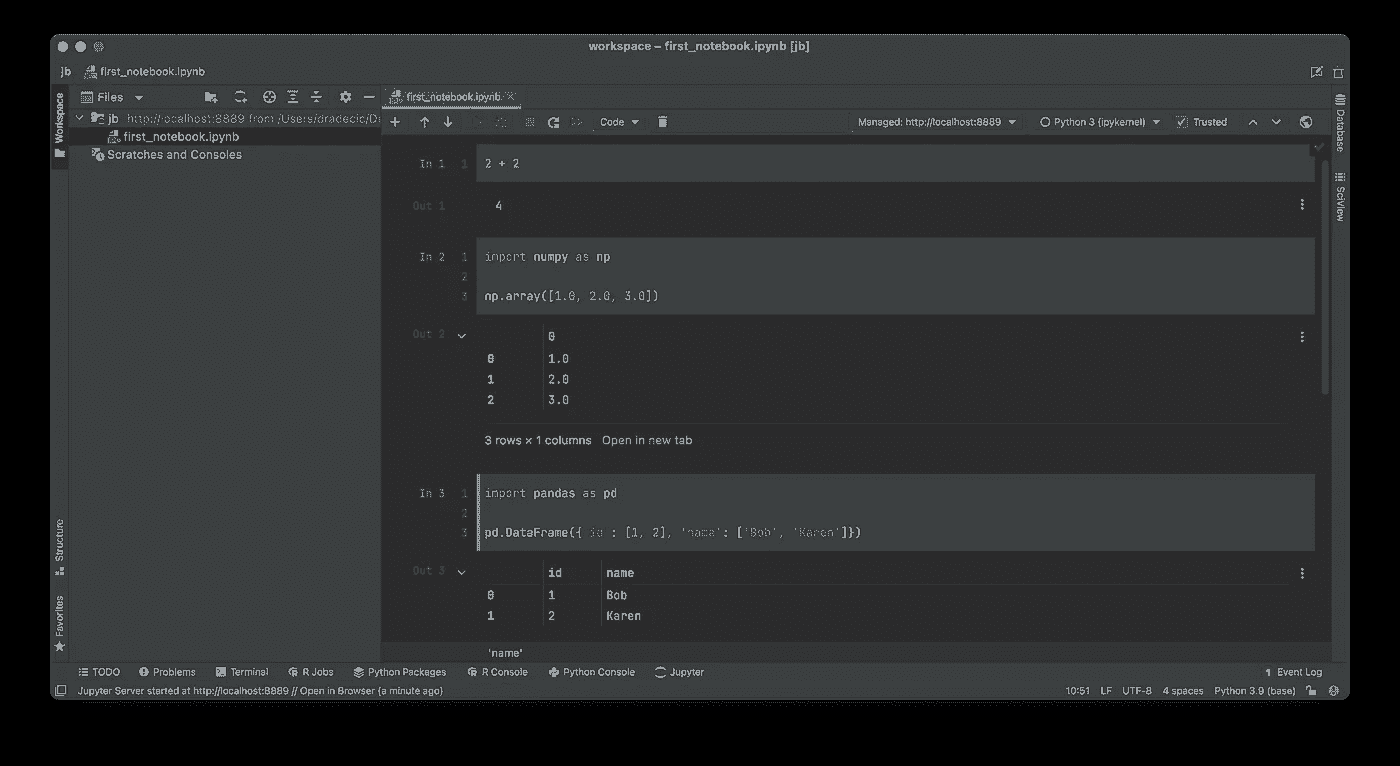 workspace – first_notebook.ipynb [jb]
jb first_notebook.ipynb
Workspace
Files
first_notebook.ipynb
jb http://localhost:8889 from /Users/dradecic/D
first_notebook.ipynb
Scratches and Consoles
Code
Managed: http://localhost:8889
Python 3 (ipykernel)
Trusted
Database
SciView
In 1 1 2 + 2
Out 1 4
In 2 1 import numpy as np
2
3 np.array([1.0, 2.0, 3.0])
Out 2 0
0 1.0
1 2.0
2 3.0
3 rows × 1 columns Open in new tab
In 3 1 import pandas as pd
2
3 pd.DataFrame({'id': [1, 2], 'name': ['Bob', 'Karen']})
Out 3 id name
0 1 Bob
1 2 Karen
'name'
Structure
Favorites
TODO Problems Terminal R Jobs Python Packages R Console Python Console Jupyter 1 Event Log
Jupyter Server started at http://localhost:8889 // Open in Browser (a minute ago) 10:51 LF UTF-8 4 spaces Python 3.9 (base)